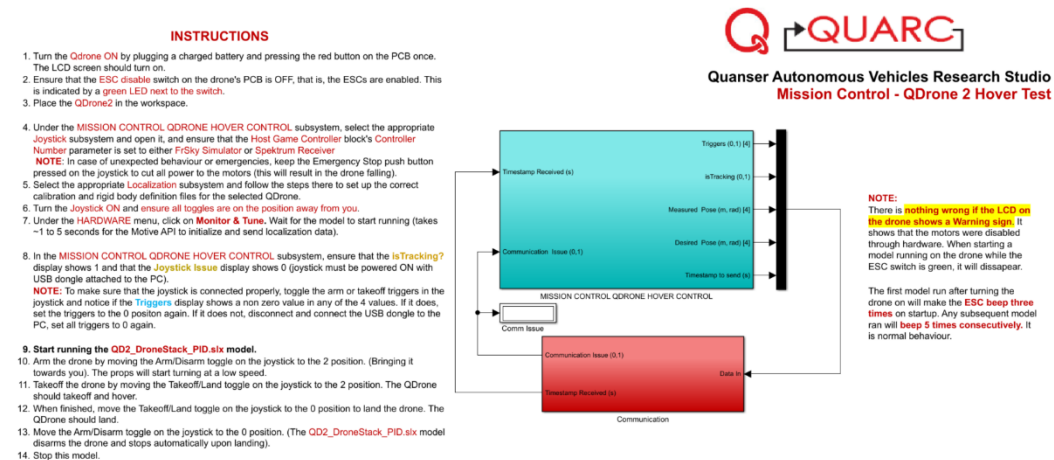 INSTRUCTIONS
1. Turn the Qdrone ON by plugging a charged battery and pressing the red button on the PCB once.
The LCD screen should turn on.
2. Ensure that the ESC disable switch on the drone's PCB is OFF, that is, the ESCs are enabled. This
is indicated by a green LED next to the switch.
3. Place the QDrone2 in the workspace.
4. Under the MISSION CONTROL QDRONE HOVER CONTROL subsystem, select the appropriate
Joystick subsystem and open it, and ensure that the Host Game Controller block's Controller
Number parameter is set to either FrSky Simulator or Spektrum Receiver
NOTE: In case of unexpected behaviour or emergencies, keep the Emergency Stop push button
pressed on the joystick to cut all power to the motors (this will result in the drone falling).
5. Select the appropriate Localization subsystem and follow the steps there to set up the correct
calibration and rigid body definition files for the selected QDrone.
6. Turn the Joystick ON and ensure all toggles are on the position away from you.
7. Under the HARDWARE menu, click on Monitor & Tune. Wait for the model to start running (takes
~1 to 5 seconds for the Motive API to initialize and send localization data).
8. In the MISSION CONTROL QDRONE HOVER CONTROL subsystem, ensure that the isTracking?
display shows 1 and that the Joystick Issue display shows 0 (joystick must be powered ON with
USB dongle attached to the PC).
NOTE: To make sure that the joystick is connected properly, toggle the arm or takeoff triggers in the
joystick and notice if the Triggers display shows a non zero value in any of the 4 values. If it does,
set the triggers to the 0 positon again. If it does not, disconnect and connect the USB dongle to the
PC, set all triggers to 0 again.
9. Start running the QD2_DroneStack_PID.slx model.
10. Arm the drone by moving the Arm/Disarm toggle on the joystick to the 2 position. (Bringing it
towards you). The props will start turning at a low speed.
11. Takeoff the drone by moving the Takeoff/Land toggle on the joystick to the 2 position. The QDrone
should takeoff and hover.
12. When finished, move the Takeoff/Land toggle on the joystick to the 0 position to land the drone. The
QDrone should land.
13. Move the Arm/Disarm toggle on the joystick to the 0 position. (The QD2_DroneStack_PID.slx model
disarms the drone and stops automatically upon landing).
14. Stop this model.
QUARC
Quanser Autonomous Vehicles Research Studio
Mission Control - QDrone 2 Hover Test
Triggers (0,1) [4]
Timestamp Received (s)
isTracking (0,1)
Measured Pose (m, rad) [4]
Desired Pose (m, rad) [4]
Communication Issue (0,1)
Timestamp to send (s)
MISSION CONTROL QDRONE HOVER CONTROL
Comm Issue
Communication Issue (0,1)
Data In
Timestamp Received (s)
Communication
NOTE:
There is nothing wrong if the LCD on
the drone shows a Warning sign. It
shows that the motors were disabled
through hardware. When starting a
model running on the drone while the
ESC switch is green, it will dissapear.
The first model run after turning the
drone on will make the ESC beep three
times on startup. Any subsequent model
ran will beep 5 times consecutively. It
is normal behaviour.